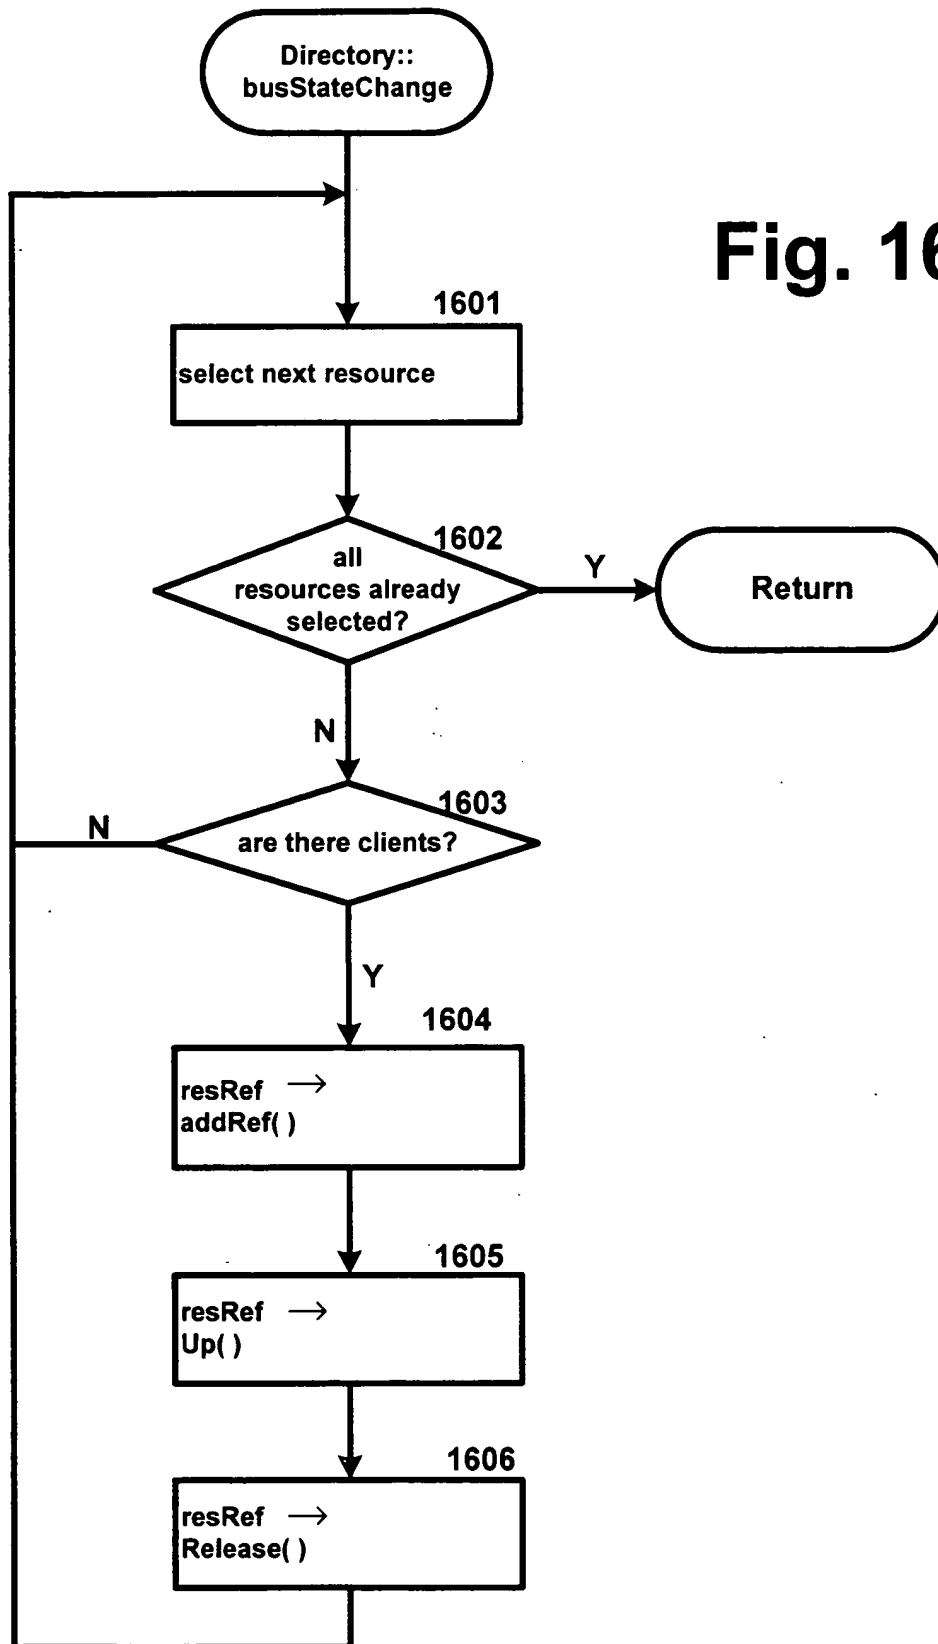 Directory::
busStateChange
Fig. 16
1601
select next resource
1602
all
resources already
selected?
Y
Return
N
1603
are there clients?
N
Y
1604
resRef →
addRef( )
1605
resRef →
Up( )
1606
resRef →
Release( )